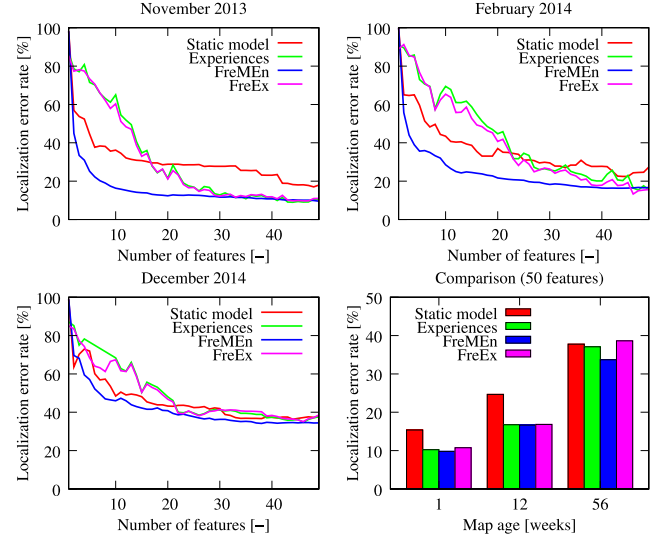 November 2013
Localization error rate [%]
100
80
60
40
20
0
Static model
Experiences
FreMEn
FreEx
10 20 30 40
Number of features [−]
February 2014
Localization error rate [%]
100
80
60
40
20
0
Static model
Experiences
FreMEn
FreEx
10 20 30 40
Number of features [−]
December 2014
Localization error rate [%]
100
80
60
40
20
0
Static model
Experiences
FreMEn
FreEx
10 20 30 40
Number of features [−]
Comparison (50 features)
Localization error rate [%]
50
40
30
20
10
0
Static model
Experiences
FreMEn
FreEx
1 12 56
Map age [weeks]